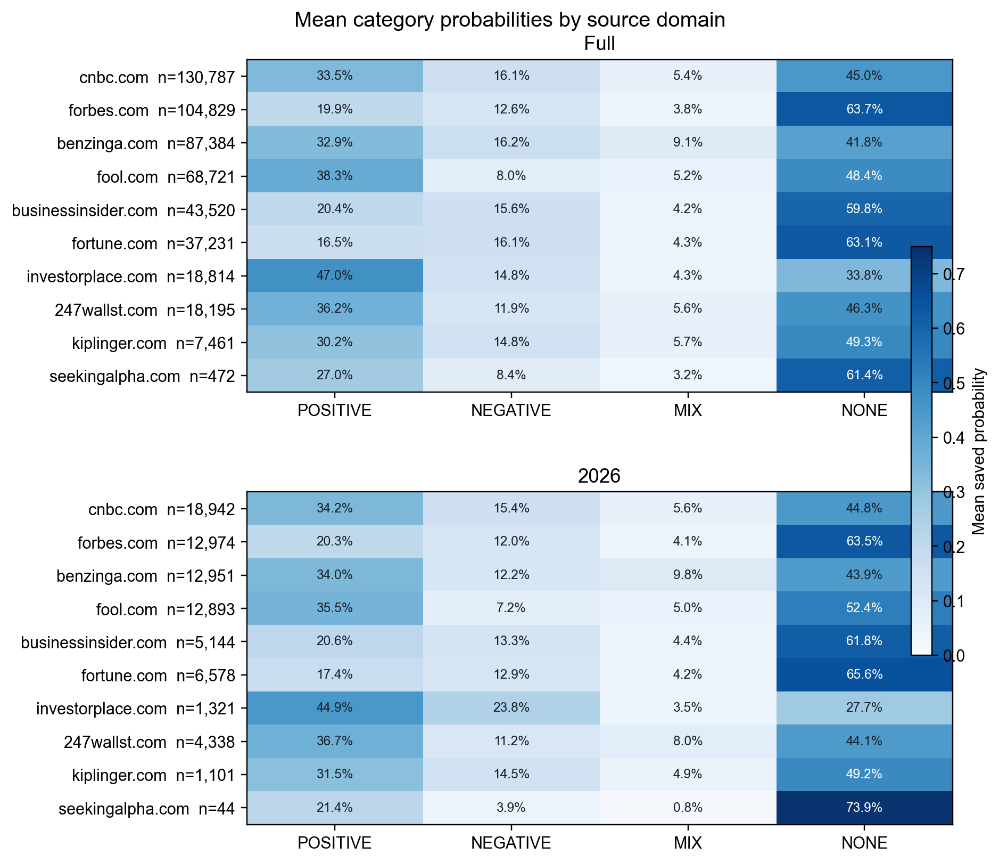 Mean category probabilities by source domain
Full
cnbc.com n=130,787 33.5% 16.1% 5.4% 45.0%
forbes.com n=104,829 19.9% 12.6% 3.8% 63.7%
benzinga.com n=87,384 32.9% 16.2% 9.1% 41.8%
fool.com n=68,721 38.3% 8.0% 5.2% 48.4%
businessinsider.com n=43,520 20.4% 15.6% 4.2% 59.8%
fortune.com n=37,231 16.5% 16.1% 4.3% 63.1%
investorplace.com n=18,814 47.0% 14.8% 4.3% 33.8%
247wallst.com n=18,195 36.2% 11.9% 5.6% 46.3%
kiplinger.com n=7,461 30.2% 14.8% 5.7% 49.3%
seekingalpha.com n=472 27.0% 8.4% 3.2% 61.4%
POSITIVE NEGATIVE MIX NONE
2026
cnbc.com n=18,942 34.2% 15.4% 5.6% 44.8%
forbes.com n=12,974 20.3% 12.0% 4.1% 63.5%
benzinga.com n=12,951 34.0% 12.2% 9.8% 43.9%
fool.com n=12,893 35.5% 7.2% 5.0% 52.4%
businessinsider.com n=5,144 20.6% 13.3% 4.4% 61.8%
fortune.com n=6,578 17.4% 12.9% 4.2% 65.6%
investorplace.com n=1,321 44.9% 23.8% 3.5% 27.7%
247wallst.com n=4,338 36.7% 11.2% 8.0% 44.1%
kiplinger.com n=1,101 31.5% 14.5% 4.9% 49.2%
seekingalpha.com n=44 21.4% 3.9% 0.8% 73.9%
POSITIVE NEGATIVE MIX NONE
0.7
0.6
0.5
0.4
0.3
0.2
0.1
0.0
Mean saved probability